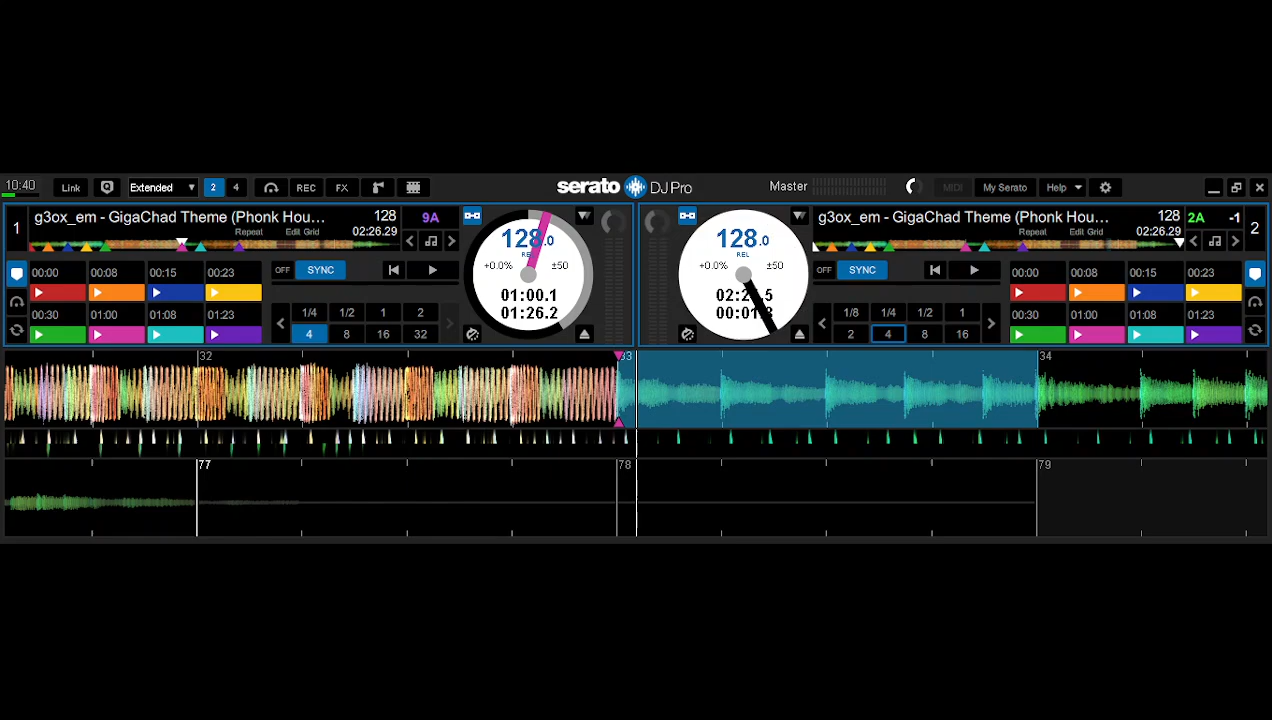 10:40 Link Extended 2 4 REC FX serato DJ Pro Master MIDI My Serato Help
1 g3ox_em - GigaChad Theme (Phonk Hou... 128 9A
Repeat Edit Grid 02:26.29
OFF SYNC
00:00 00:08 00:15 00:23
00:30 01:00 01:08 01:23
1/4 1/2 1 2
4 8 16 32
128.0
REL
+0.0% ±50
01:00.1
01:26.2
g3ox_em - GigaChad Theme (Phonk Hou... 128 2A -1 2
Repeat Edit Grid 02:26.29
128.0
REL
+0.0% ±50
OFF SYNC
1/8 1/4 1/2 1
2 4 8 16
00:00 00:08 00:15 00:23
00:30 01:00 01:08 01:23
32 33 34
77 78 79